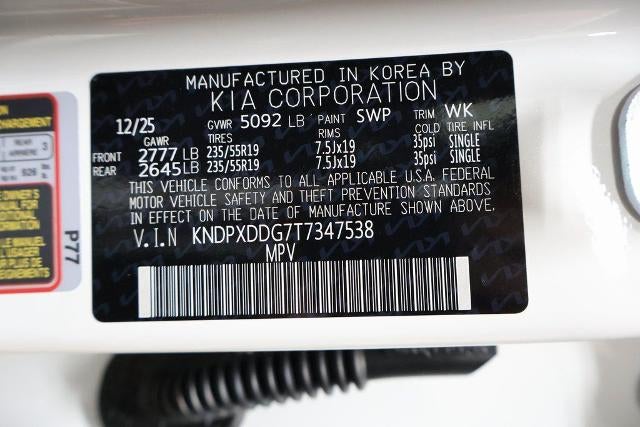 MANUFACTURED IN KOREA BY
KIA CORPORATION
12/25 GVWR 5092 LB PAINT SWP TRIM WK
GAWR TIRES RIMS COLD TIRE INFL
FRONT 2777 LB 235/55R19 7.5Jx19 35psi SINGLE
REAR 2645 LB 235/55R19 7.5Jx19 35psi SINGLE
THIS VEHICLE CONFORMS TO ALL APPLICABLE U.S.A. FEDERAL
MOTOR VEHICLE SAFETY AND THEFT PREVENTION STANDARDS
IN EFFECT ON THE DATE OF MANUFACTURE SHOWN ABOVE.
V.I.N KNDPXDDG7T7347538
MPV
P77
REAR
ARRIERE 3